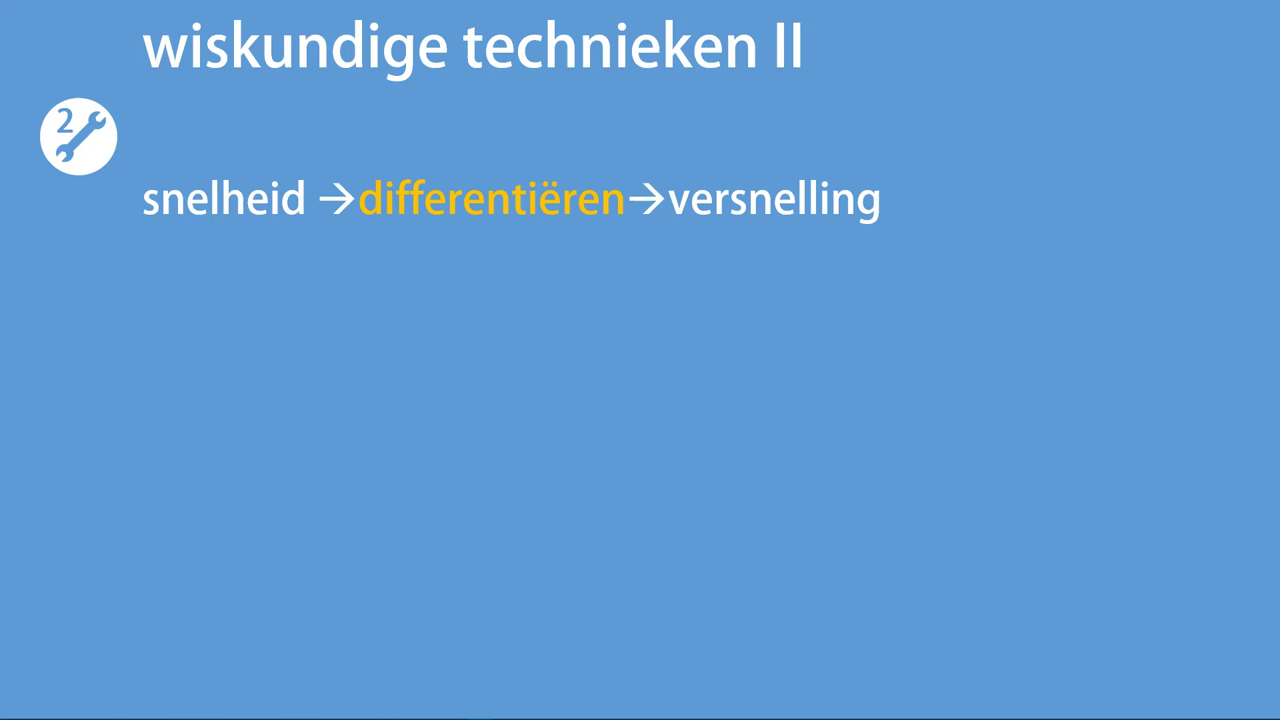 wiskundige technieken II
2
snelheid →differentiëren→versnelling